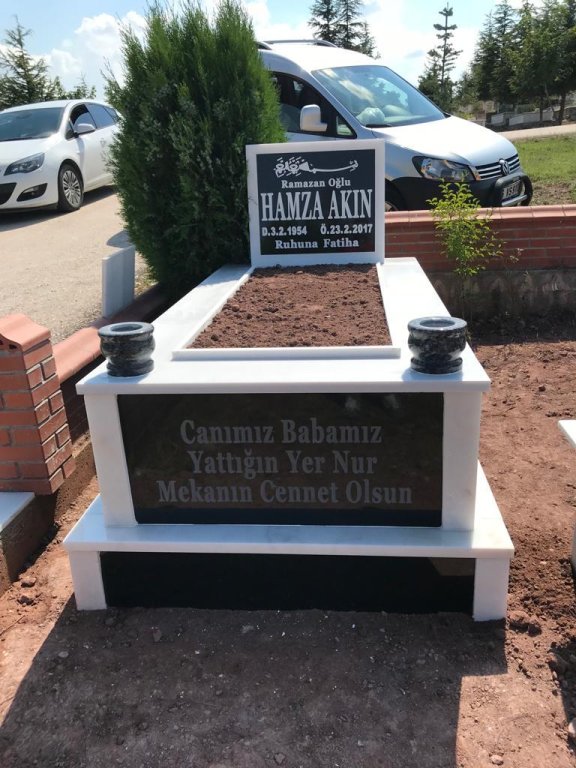 Ramazan Oğlu
HAMZA AKIN
D.3.2.1954 Ö.23.2.2017
Ruhuna Fatiha
Canımız Babamız
Yattığın Yer Nur
Mekanın Cennet Olsun